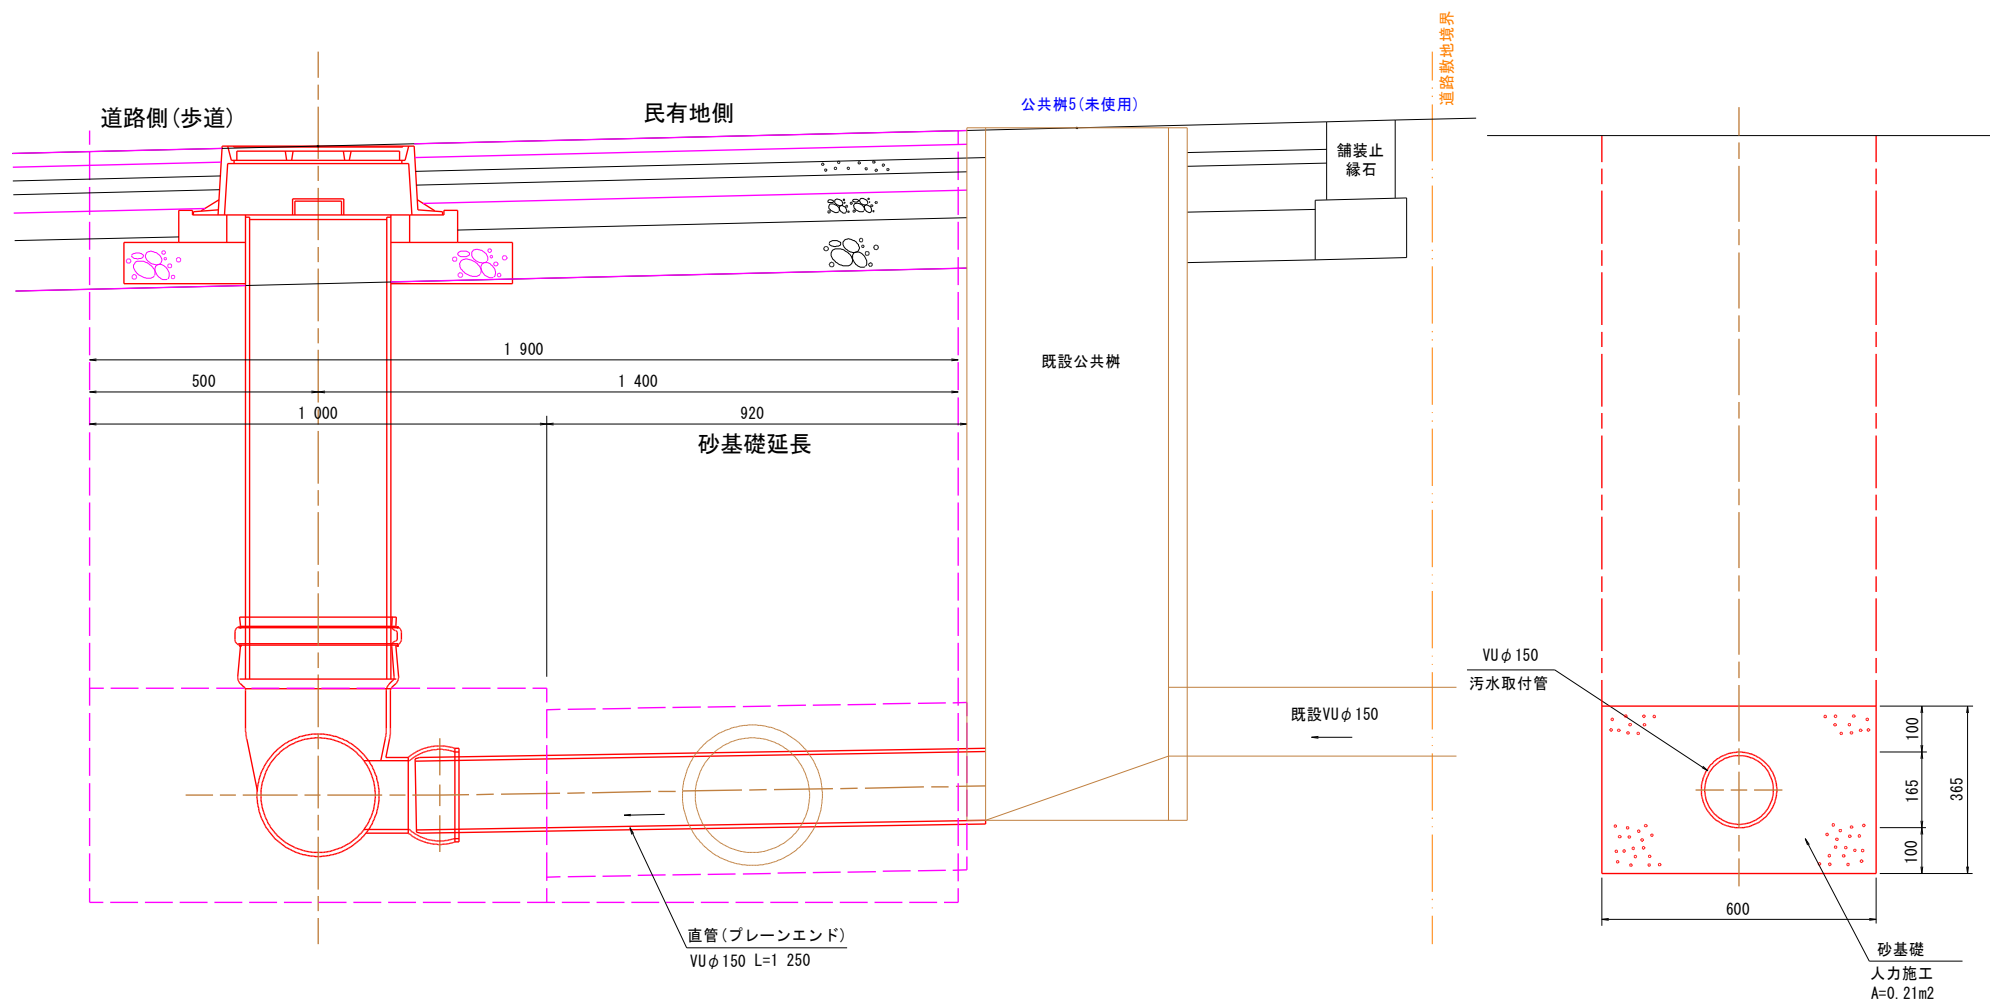 道路敷地境界
公共桝5(未使用)
道路側(歩道)
民有地側
舗装止
縁石
1 900
既設公共桝
500
1 400
1 000
920
砂基礎延長
VUφ150
汚水取付管
既設VUφ150
100
165
365
100
600
直管(プレーンエンド)
VUφ150 L=1 250
砂基礎
人力施工
A=0.21m2